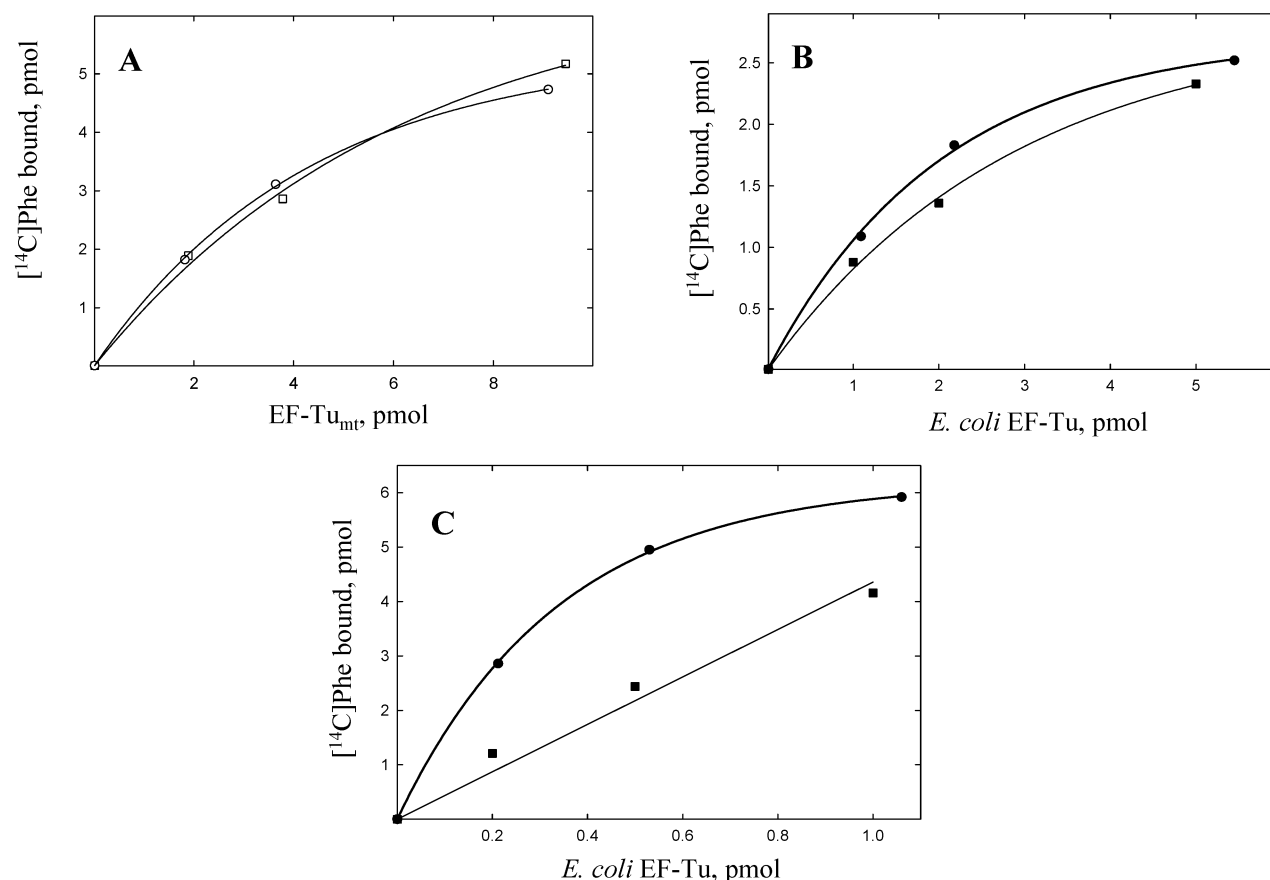 A
[¹⁴C]Phe bound, pmol
5
4
3
2
1
2 4 6 8
EF-Tuₘₜ, pmol
B
[¹⁴C]Phe bound, pmol
2.5
2.0
1.5
1.0
0.5
1 2 3 4 5
E. coli EF-Tu, pmol
C
[¹⁴C]Phe bound, pmol
6
5
4
3
2
1
0.2 0.4 0.6 0.8 1.0
E. coli EF-Tu, pmol